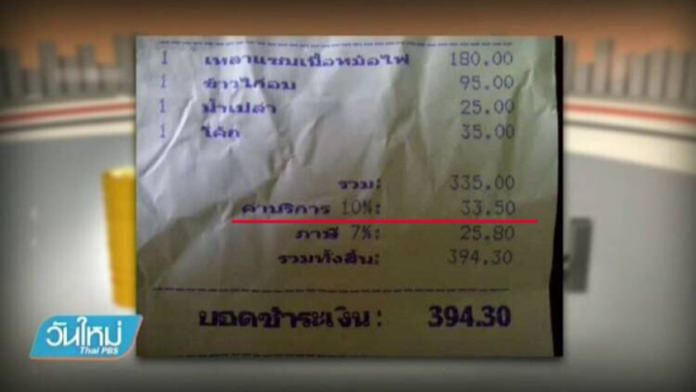 1 เหลาแซบเนื้อหม้อไฟ 180.00
1 ข้าวไก่อบ 95.00
1 น้ำเปล่า 25.00
1 โค้ก 35.00
รวม: 335.00
ค่าบริการ 10%: 33.50
ภาษี 7%: 25.80
รวมทั้งสิ้น: 394.30
ยอดชำระเงิน: 394.30
วันใหม่
Thai PBS